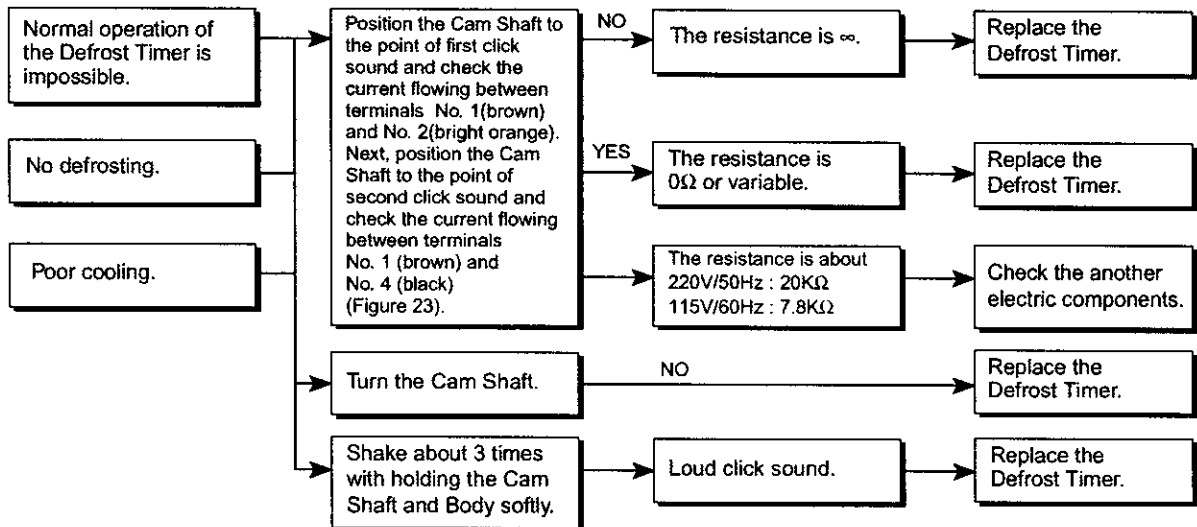 Normal operation of
the Defrost Timer is
impossible.
No defrosting.
Poor cooling.
Position the Cam Shaft to
the point of first click
sound and check the
current flowing between
terminals No. 1(brown)
and No. 2(bright orange).
Next, position the Cam
Shaft to the point of
second click sound and
check the current flowing
between terminals
No. 1 (brown) and
No. 4 (black)
(Figure 23).
NO
The resistance is ∞.
Replace the
Defrost Timer.
YES
The resistance is
0Ω or variable.
Replace the
Defrost Timer.
The resistance is about
220V/50Hz : 20KΩ
115V/60Hz : 7.8KΩ
Check the another
electric components.
Turn the Cam Shaft.
NO
Replace the
Defrost Timer.
Shake about 3 times
with holding the Cam
Shaft and Body softly.
Loud click sound.
Replace the
Defrost Timer.